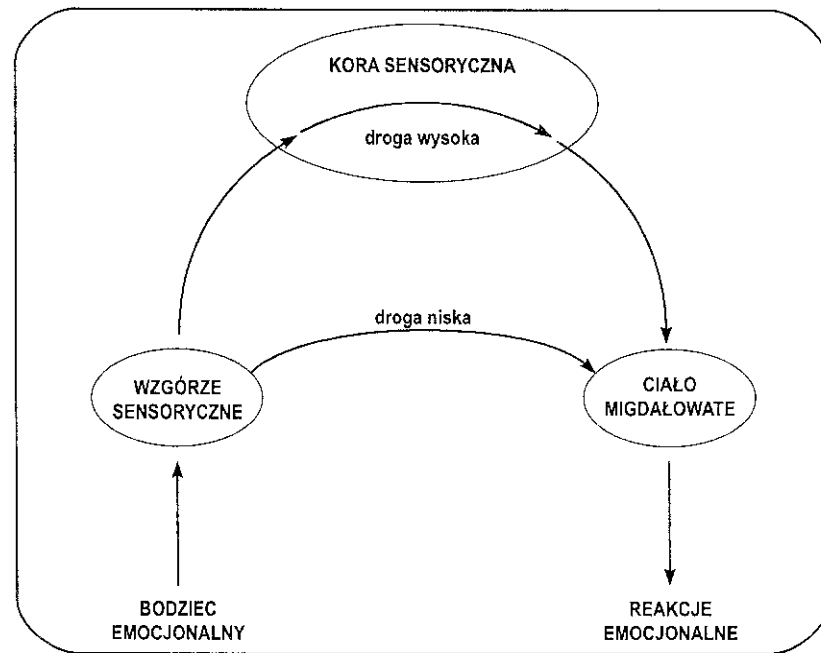 KORA SENSORYCZNA
droga wysoka
droga niska
WZGÓRZE
SENSORYCZNE
CIAŁO
MIGDAŁOWATE
BODZIEC
EMOCJONALNY
REAKCJE
EMOCJONALNE